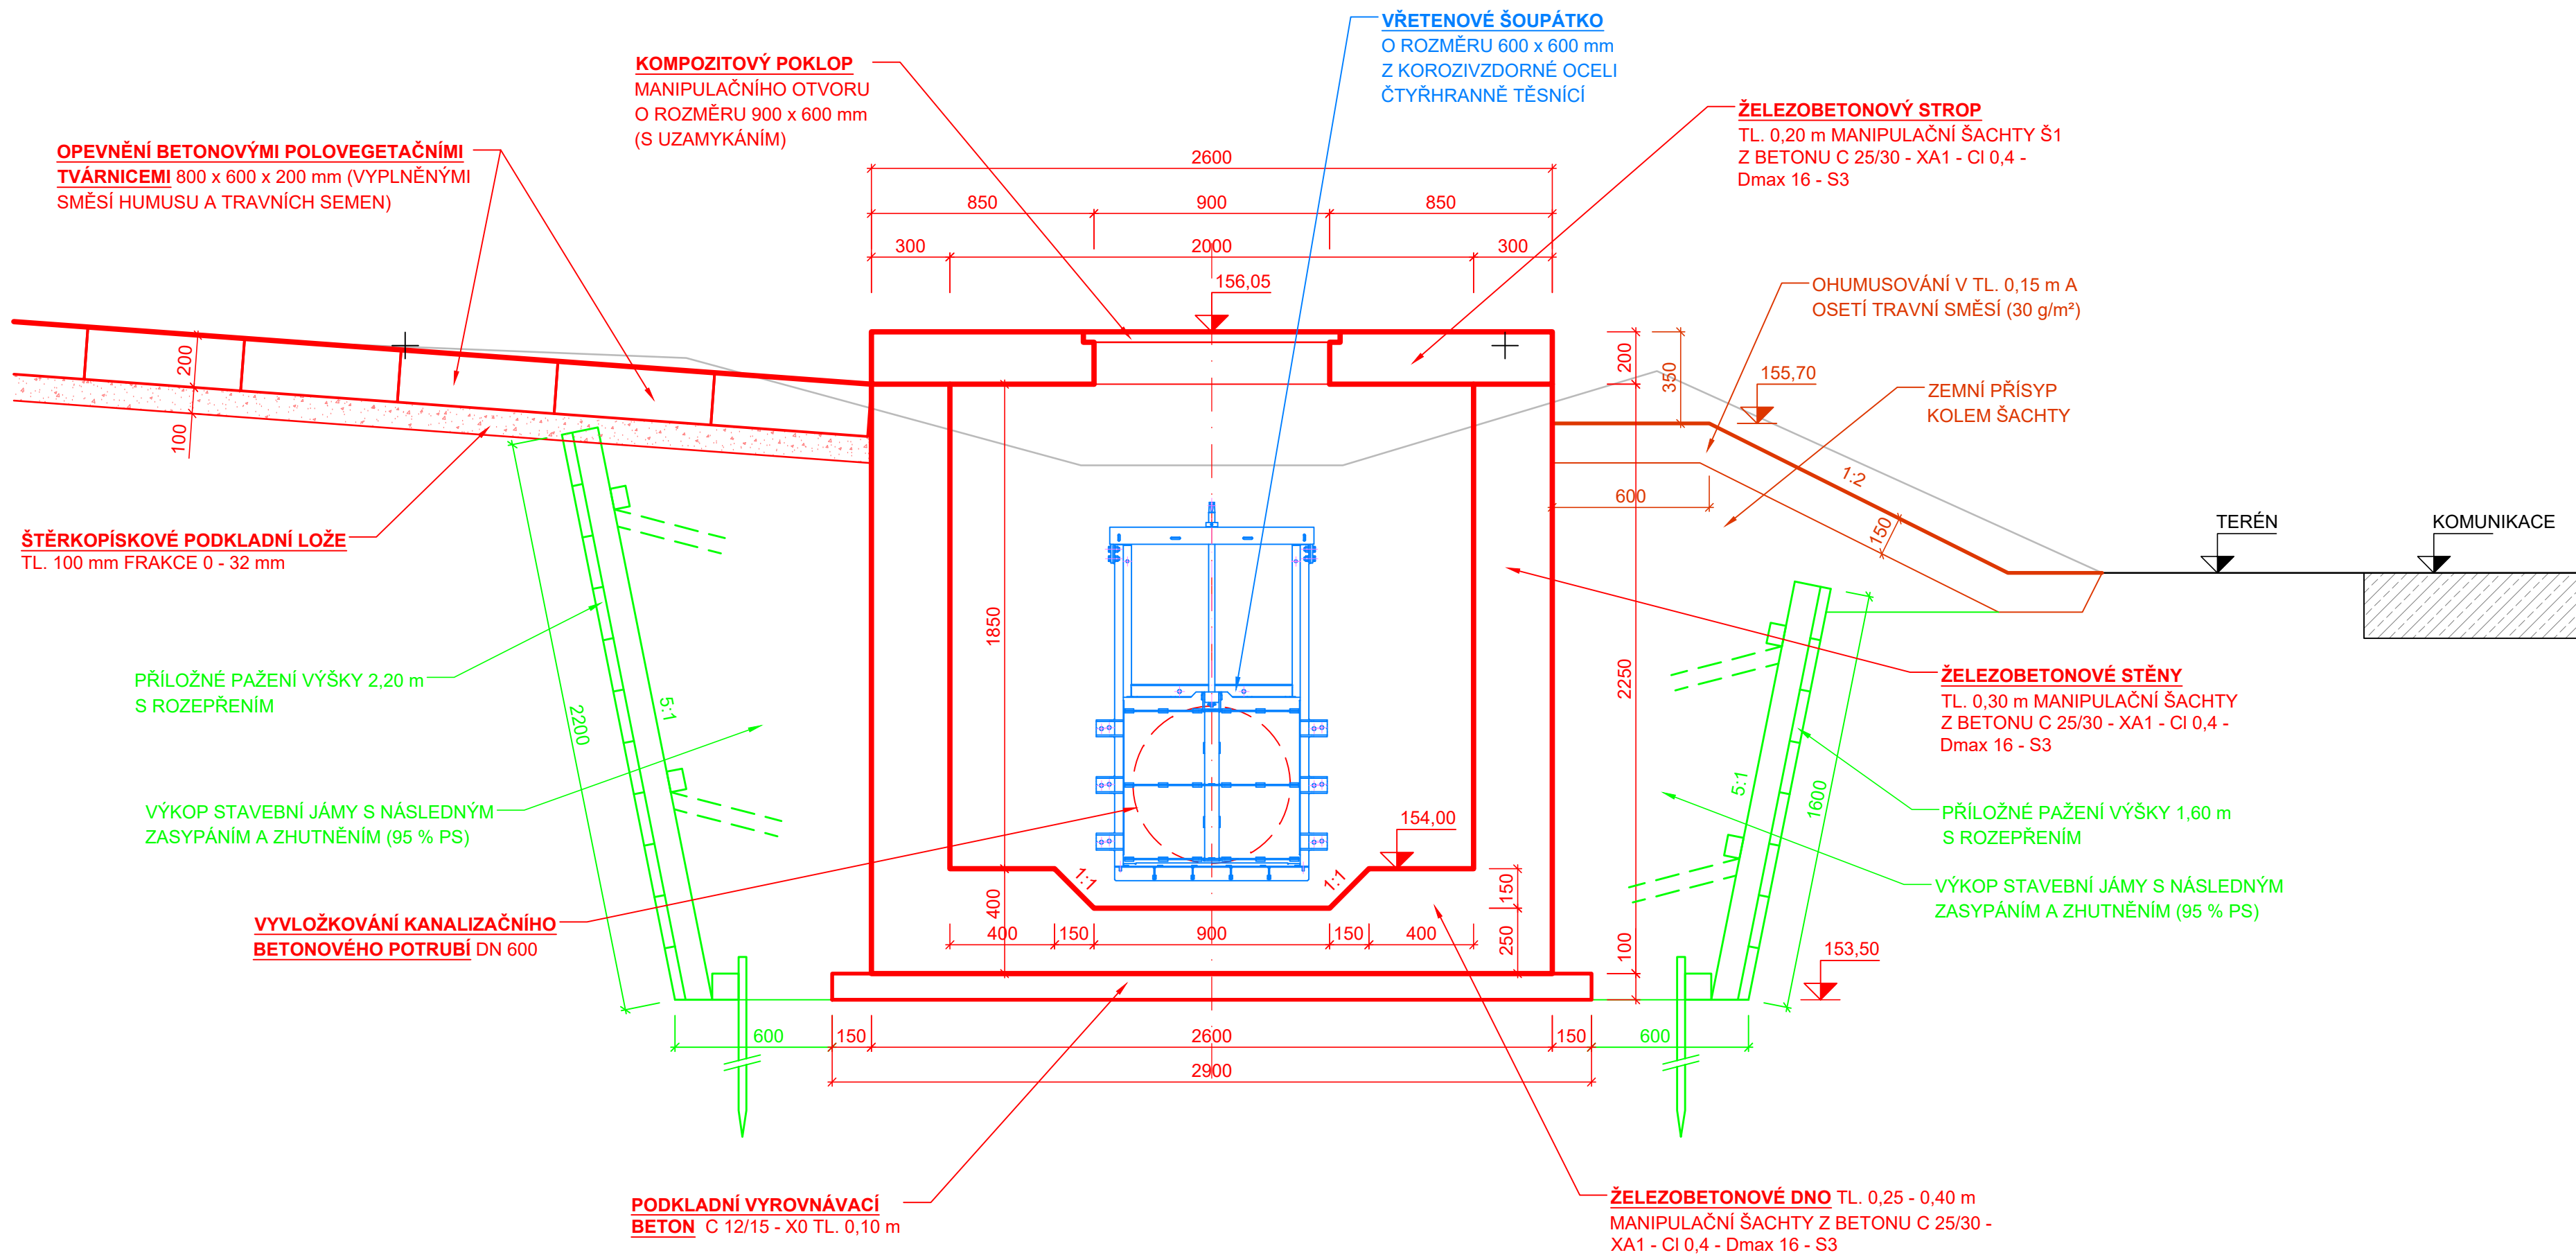 VŘETENOVÉ ŠOUPÁTKO
O ROZMĚRU 600 x 600 mm
Z KOROZIVZDORNÉ OCELI
ČTYŘHRANNĚ TĚSNÍCÍ
KOMPOZITOVÝ POKLOP
MANIPULAČNÍHO OTVORU
O ROZMĚRU 900 x 600 mm
(S UZAMYKÁNÍM)
ŽELEZOBETONOVÝ STROP
TL. 0,20 m MANIPULAČNÍ ŠACHTY Š1
Z BETONU C 25/30 - XA1 - Cl 0,4 -
Dmax 16 - S3
OPEVNĚNÍ BETONOVÝMI POLOVEGETAČNÍMI
TVÁRNICEMI 800 x 600 x 200 mm (VYPLNĚNÝMI
SMĚSÍ HUMUSU A TRAVNÍCH SEMEN)
2600
850 900 850
300 2000 300
156,05
OHUMUSOVÁNÍ V TL. 0,15 m A
OSETÍ TRAVNÍ SMĚSÍ (30 g/m²)
200
100
200
350
155,70
ZEMNÍ PŘÍSYP
KOLEM ŠACHTY
1:2
600
150
TERÉN
KOMUNIKACE
ŠTĚRKOPÍSKOVÉ PODKLADNÍ LOŽE
TL. 100 mm FRAKCE 0 - 32 mm
1850
2250
PŘÍLOŽNÉ PAŽENÍ VÝŠKY 2,20 m
S ROZEPŘENÍM
5:1
2200
ŽELEZOBETONOVÉ STĚNY
TL. 0,30 m MANIPULAČNÍ ŠACHTY
Z BETONU C 25/30 - XA1 - Cl 0,4 -
Dmax 16 - S3
VÝKOP STAVEBNÍ JÁMY S NÁSLEDNÝM
ZASYPÁNÍM A ZHUTNĚNÍM (95 % PS)
5:1
1600
PŘÍLOŽNÉ PAŽENÍ VÝŠKY 1,60 m
S ROZEPŘENÍM
154,00
1:1
1:1
150
400
250
VÝKOP STAVEBNÍ JÁMY S NÁSLEDNÝM
ZASYPÁNÍM A ZHUTNĚNÍM (95 % PS)
VYVLOŽKOVÁNÍ KANALIZAČNÍHO
BETONOVÉHO POTRUBÍ DN 600
400 150 900 150 400
100
153,50
600 150 2600 150 600
2900
PODKLADNÍ VYROVNÁVACÍ
BETON C 12/15 - X0 TL. 0,10 m
ŽELEZOBETONOVÉ DNO TL. 0,25 - 0,40 m
MANIPULAČNÍ ŠACHTY Z BETONU C 25/30 -
XA1 - Cl 0,4 - Dmax 16 - S3